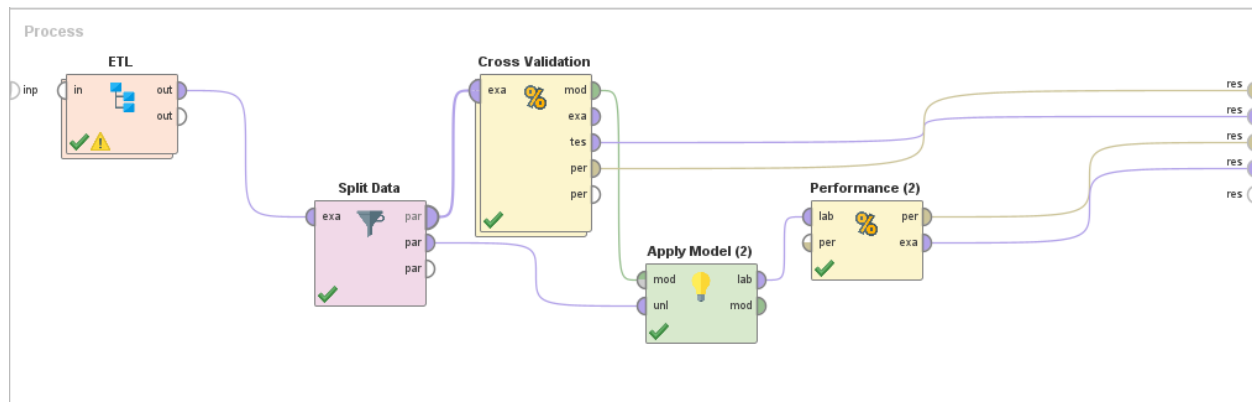 Process
ETL
inp
in
out
out
Cross Validation
exa
mod
exa
tes
per
per
Split Data
exa
par
par
par
Apply Model (2)
mod
unl
lab
mod
Performance (2)
lab
per
per
exa
res
res
res
res
res